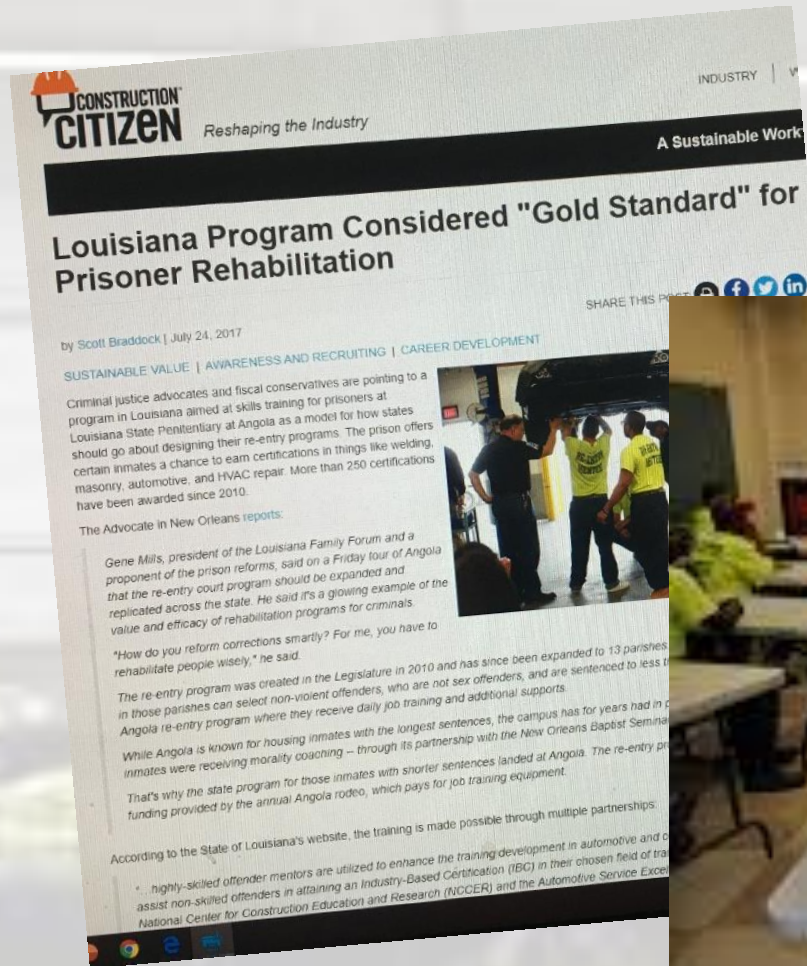 CONSTRUCTION
CITIZEN
Reshaping the Industry
INDUSTRY |
A Sustainable Work
Louisiana Program Considered "Gold Standard" for
Prisoner Rehabilitation
SHARE THIS POST
by Scott Braddock | July 24, 2017
SUSTAINABLE VALUE | AWARENESS AND RECRUITING | CAREER DEVELOPMENT
Criminal justice advocates and fiscal conservatives are pointing to a
program in Louisiana aimed at skills training for prisoners at
Louisiana State Penitentiary at Angola as a model for how states
should go about designing their re-entry programs. The prison offers
certain inmates a chance to earn certifications in things like welding,
masonry, automotive, and HVAC repair. More than 250 certifications
have been awarded since 2010.
The Advocate in New Orleans reports:
Gene Mills, president of the Louisiana Family Forum and a
proponent of the prison reforms, said on a Friday tour of Angola
that the re-entry court program should be expanded and
replicated across the state. He said it's a glowing example of the
value and efficacy of rehabilitation programs for criminals.
"How do you reform corrections smartly? For me, you have to
rehabilitate people wisely," he said.
The re-entry program was created in the Legislature in 2010 and has since been expanded to 13 parishes.
in those parishes can select non-violent offenders, who are not sex offenders, and are sentenced to less
Angola re-entry program where they receive daily job training and additional supports.
While Angola is known for housing inmates with the longest sentences, the campus has for years had in
inmates were receiving morality coaching – through its partnership with the New Orleans Baptist
That's why the state program for those inmates with shorter sentences landed at Angola. The re-entry
funding provided by the annual Angola rodeo, which pays for job training equipment.
According to the State of Louisiana's website, the training is made possible through multiple partnerships:
"...highly-skilled offender mentors are utilized to enhance the training development in automotive and
assist non-skilled offenders in attaining an Industry-Based Certification (IBC) in their chosen field of
National Center for Construction Education and Research (NCCER) and the Automotive Service